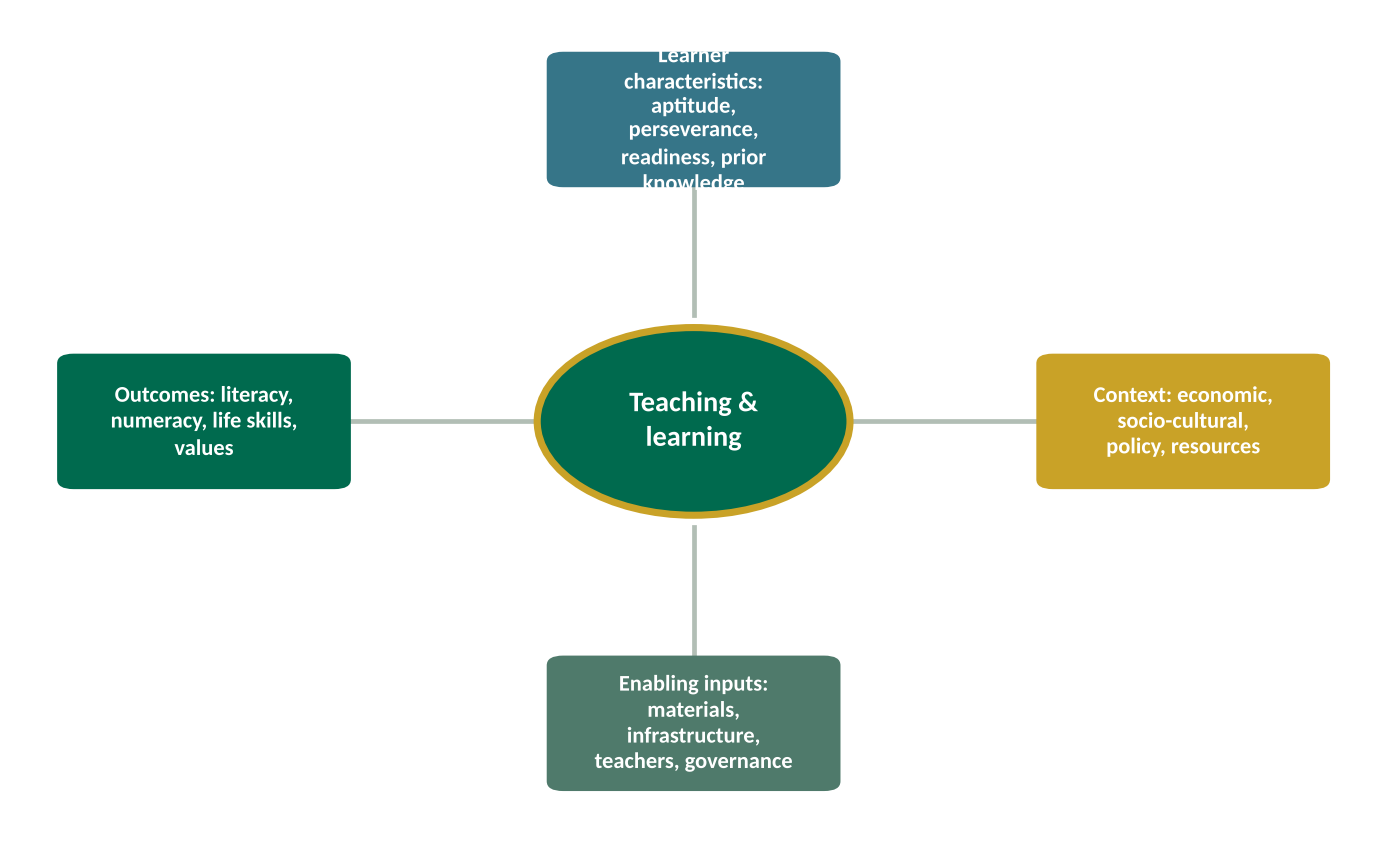 Learner
characteristics:
aptitude,
perseverance,
readiness, prior
knowledge
Outcomes: literacy,
numeracy, life skills,
values
Teaching &
learning
Context: economic,
socio-cultural,
policy, resources
Enabling inputs:
materials,
infrastructure,
teachers, governance